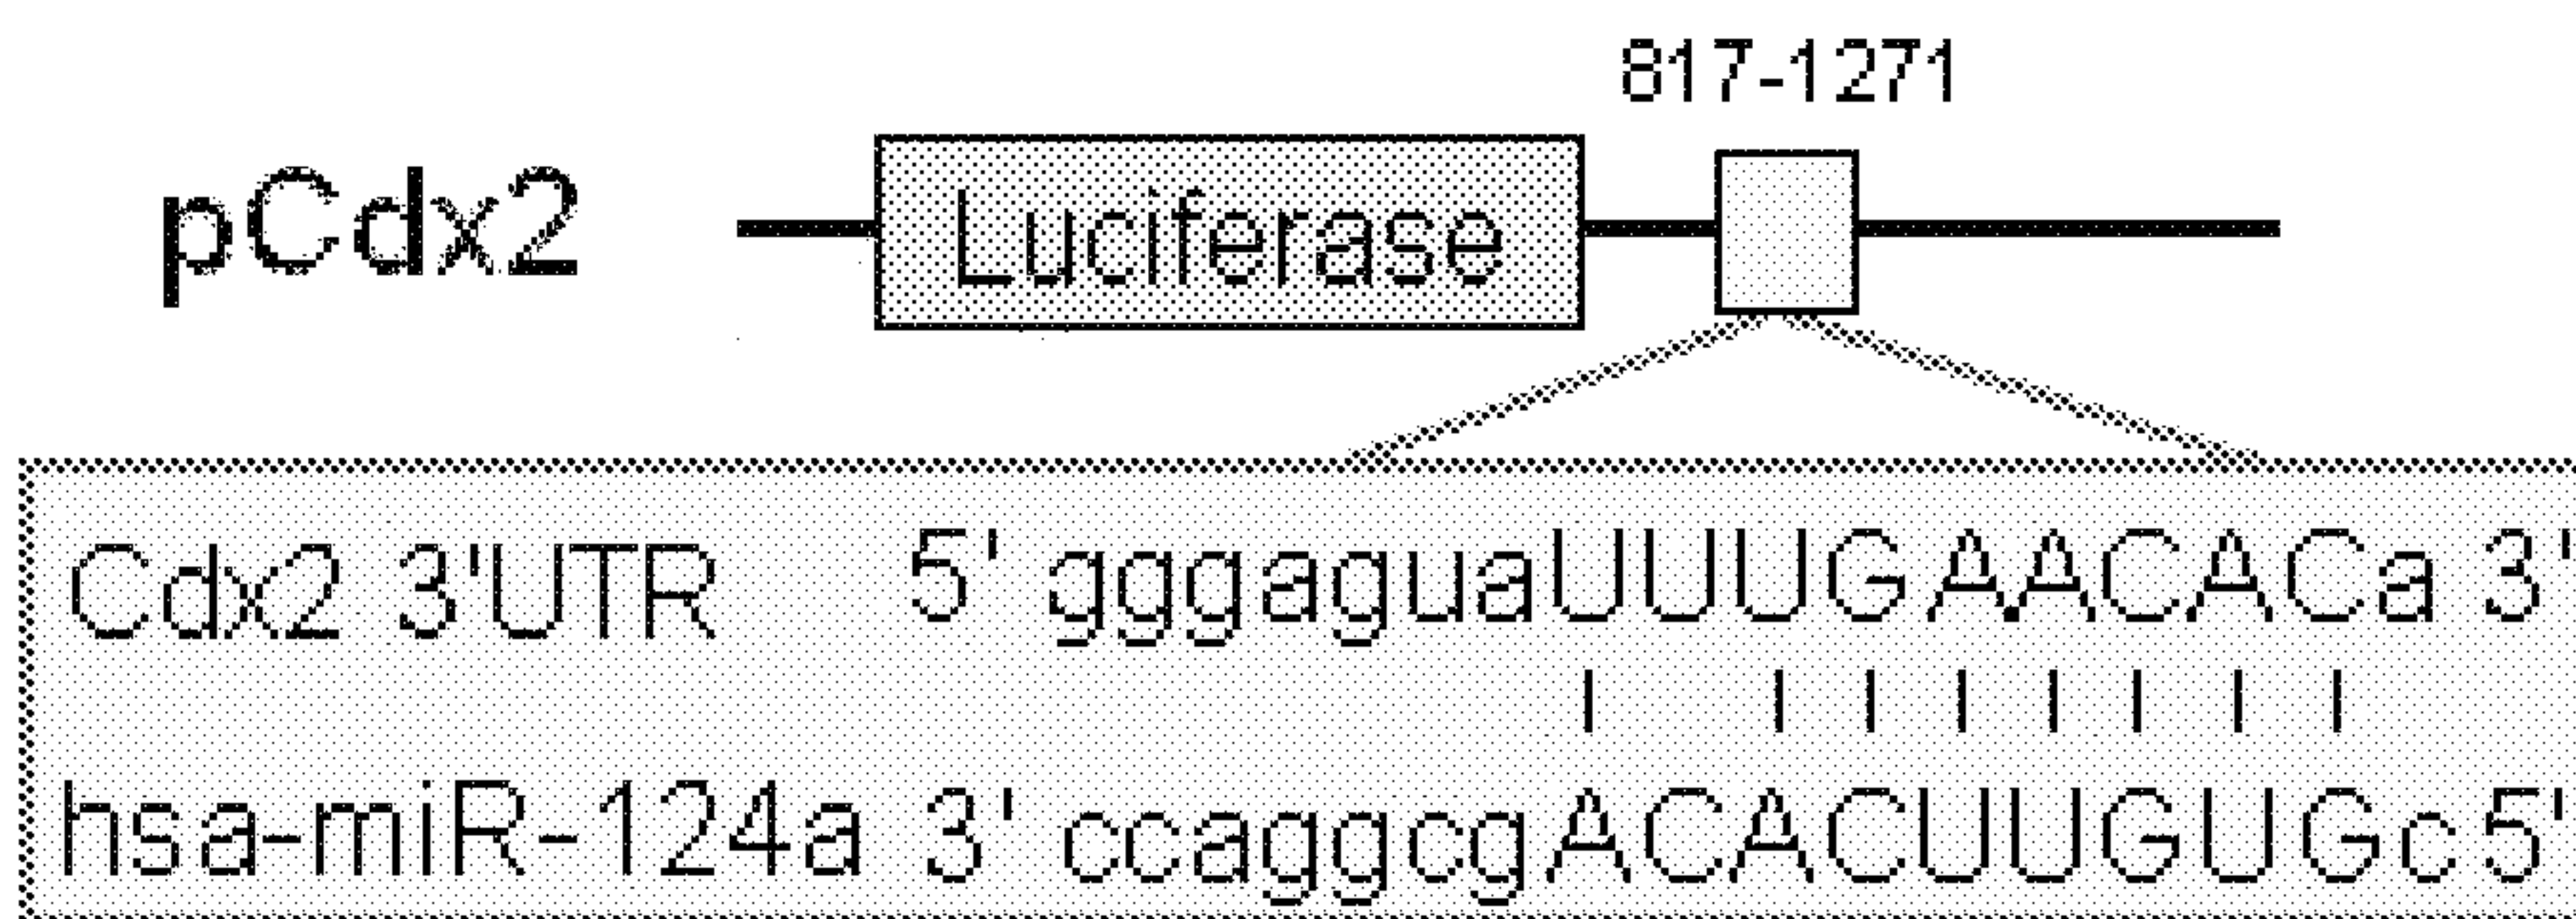 817-1271
pCdx2 Luciferase
Cdx2 3'UTR 5' gggaguaUUUGAACACa 3'
hsa-miR-124a 3' ccaggcgACACUUGUGc 5'